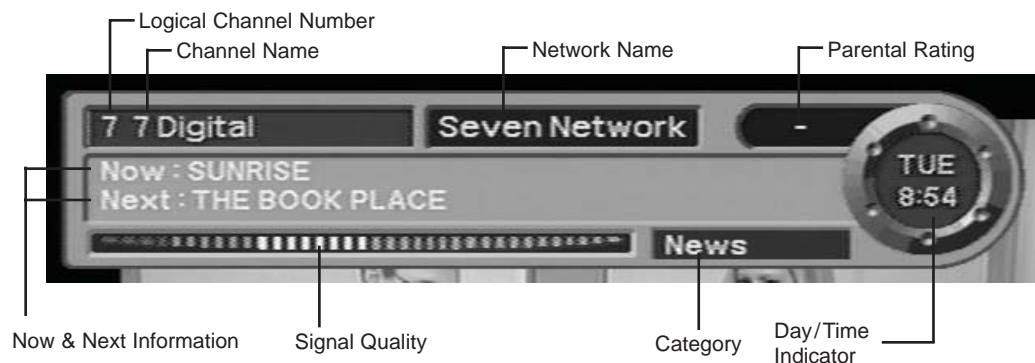 Logical Channel Number
Channel Name
Network Name
Parental Rating
7 7 Digital
Seven Network
-
Now : SUNRISE
Next : THE BOOK PLACE
TUE
8:54
News
Now & Next Information
Signal Quality
Category
Day/Time
Indicator